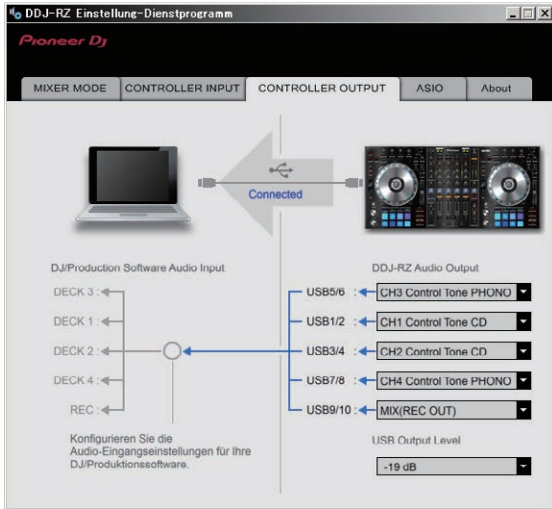 DDJ-RZ Einstellung-Dienstprogramm
Pioneer Dj
MIXER MODE
CONTROLLER INPUT
CONTROLLER OUTPUT
ASIO
About
Connected
DJ/Production Software Audio Input
DDJ-RZ Audio Output
DECK 3 :
USB5/6 :
CH3 Control Tone PHONO
DECK 1 :
USB1/2 :
CH1 Control Tone CD
DECK 2 :
USB3/4 :
CH2 Control Tone CD
DECK 4 :
USB7/8 :
CH4 Control Tone PHONO
REC :
USB9/10 :
MIX(REC OUT)
Konfigurieren Sie die
Audio-Eingangseinstellungen für Ihre
DJ/Produktionssoftware.
USB Output Level
-19 dB